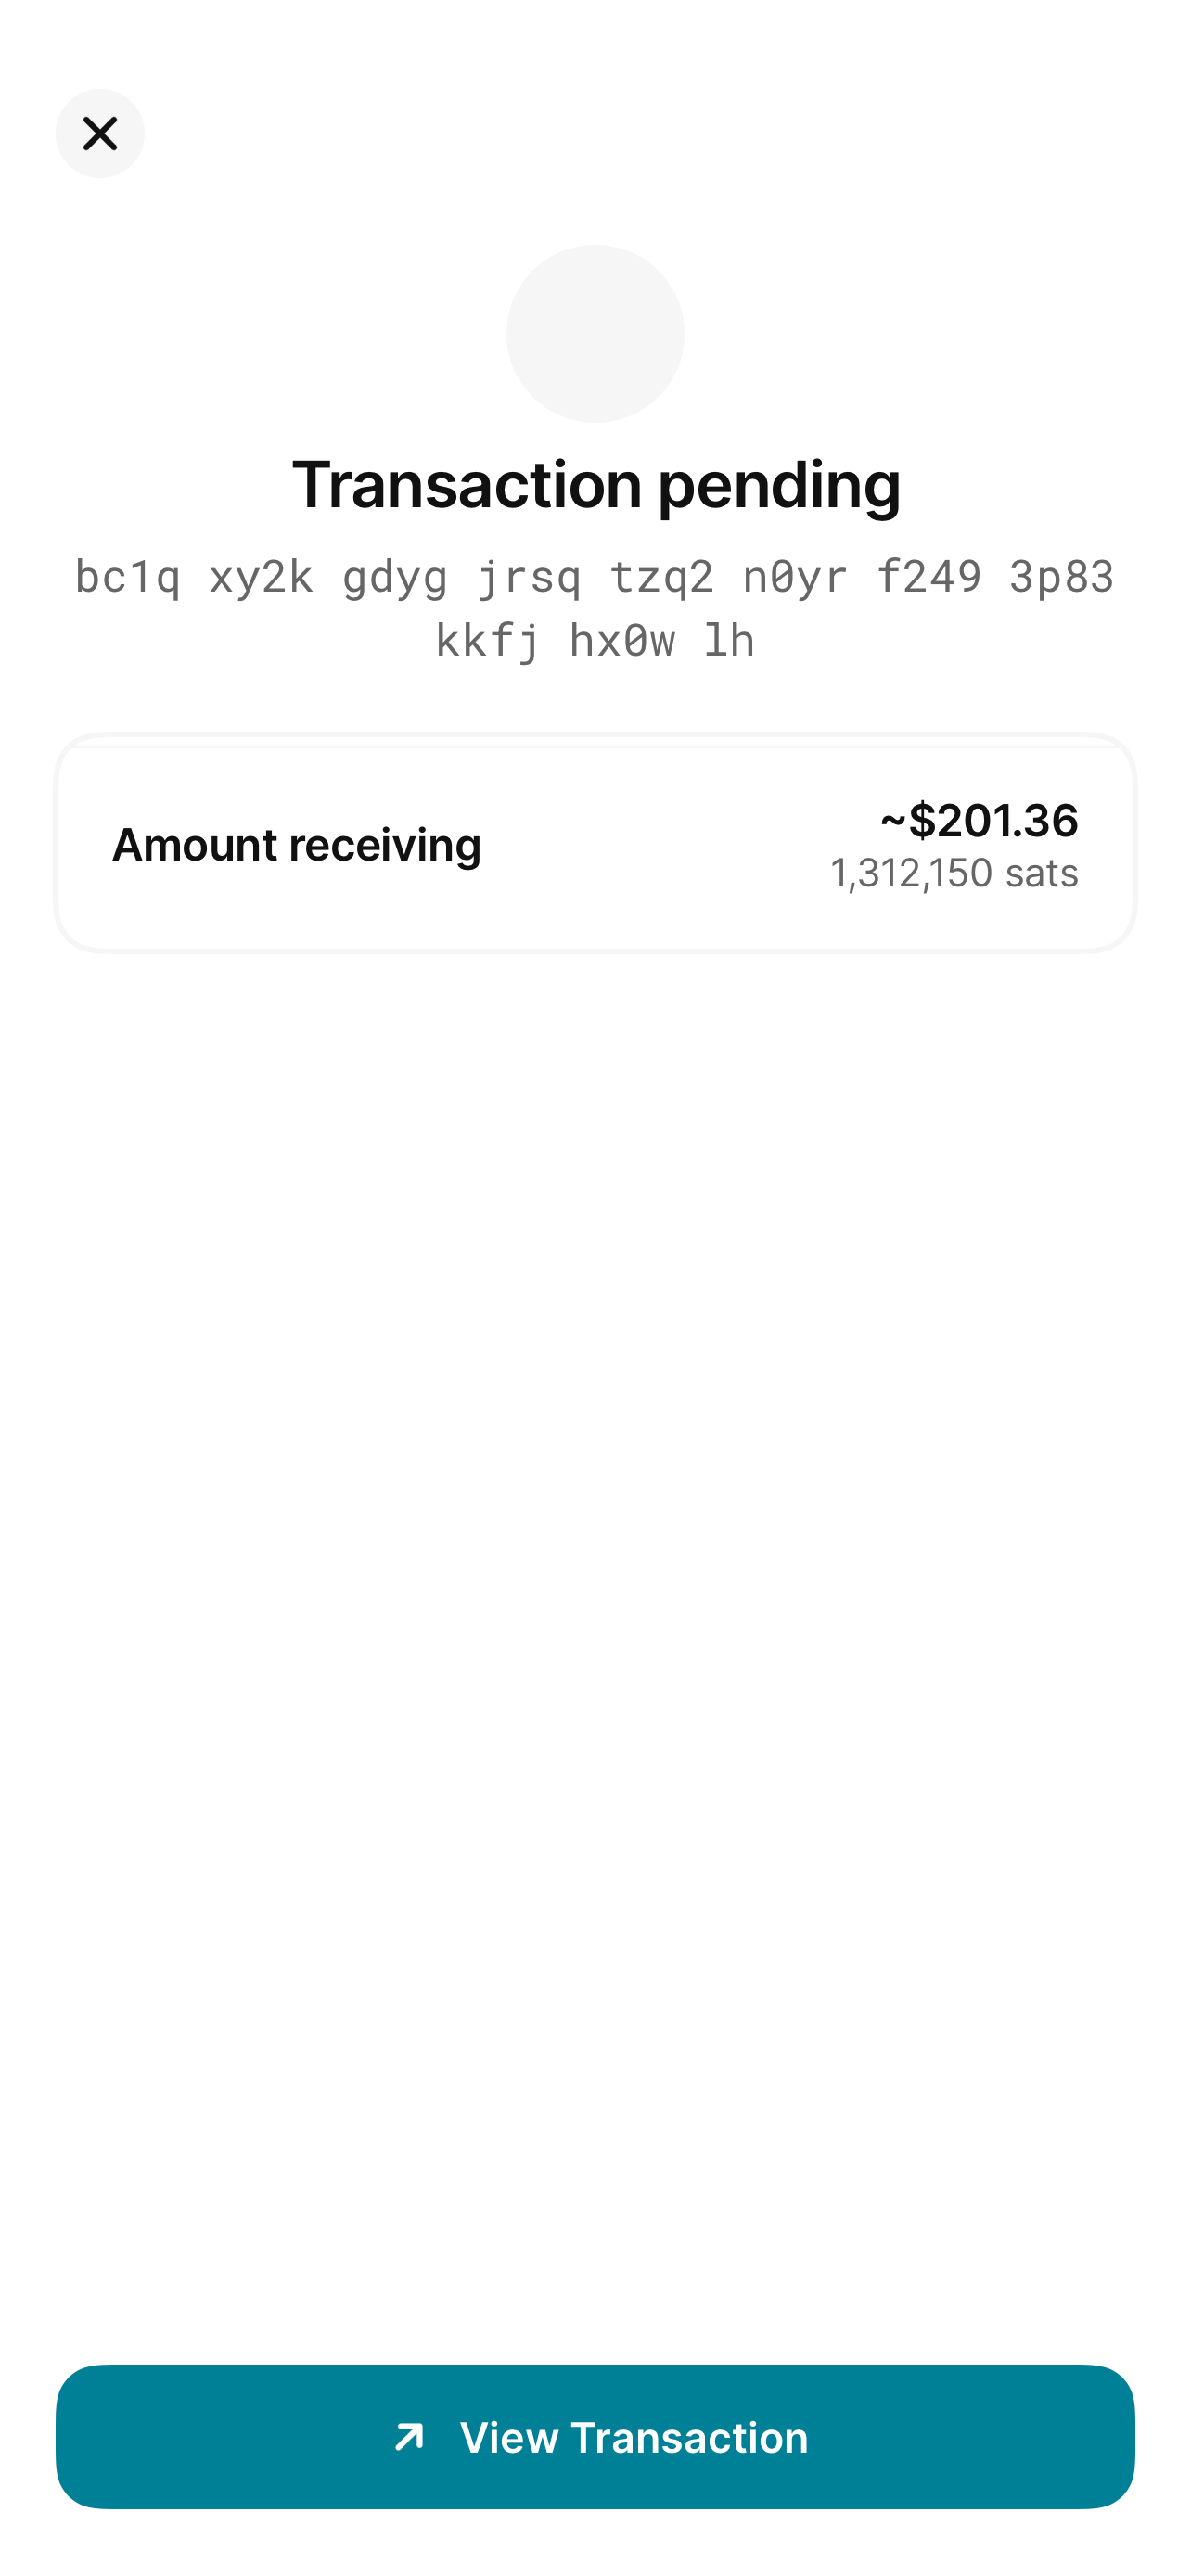 Transaction pending
bc1q xy2k gdyg jrsq tzq2 n0yr f249 3p83
kkfj hx0w lh
Amount receiving
~$201.36
1,312,150 sats
View Transaction